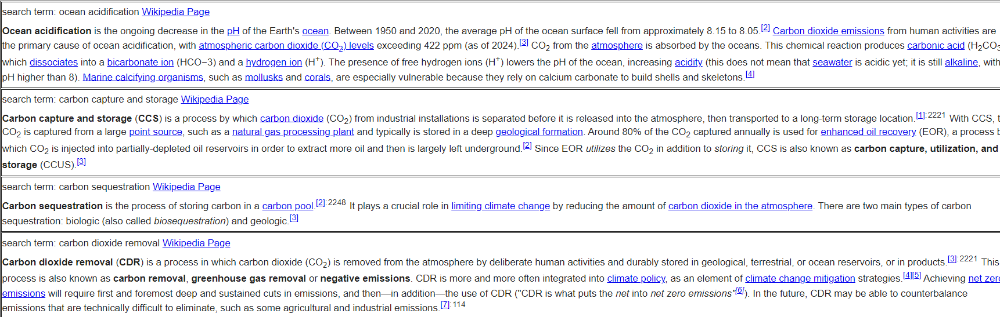 search term: ocean acidification Wikipedia Page
Ocean acidification is the ongoing decrease in the pH of the Earth's ocean. Between 1950 and 2020, the average pH of the ocean surface fell from approximately 8.15 to 8.05.[2] Carbon dioxide emissions from human activities are
the primary cause of ocean acidification, with atmospheric carbon dioxide (CO2) levels exceeding 422 ppm (as of 2024).[3] CO2 from the atmosphere is absorbed by the oceans. This chemical reaction produces carbonic acid (H2CO3
which dissociates into a bicarbonate ion (HCO−3) and a hydrogen ion (H+). The presence of free hydrogen ions (H+) lowers the pH of the ocean, increasing acidity (this does not mean that seawater is acidic yet; it is still alkaline, with
pH higher than 8). Marine calcifying organisms, such as mollusks and corals, are especially vulnerable because they rely on calcium carbonate to build shells and skeletons.[4]
search term: carbon capture and storage Wikipedia Page
Carbon capture and storage (CCS) is a process by which carbon dioxide (CO2) from industrial installations is separated before it is released into the atmosphere, then transported to a long-term storage location.[1]:2221 With CCS, t
CO2 is captured from a large point source, such as a natural gas processing plant and typically is stored in a deep geological formation. Around 80% of the CO2 captured annually is used for enhanced oil recovery (EOR), a process b
which CO2 is injected into partially-depleted oil reservoirs in order to extract more oil and then is largely left underground.[2] Since EOR utilizes the CO2 in addition to storing it, CCS is also known as carbon capture, utilization, and
storage (CCUS).[3]
search term: carbon sequestration Wikipedia Page
Carbon sequestration is the process of storing carbon in a carbon pool.[2]:2248 It plays a crucial role in limiting climate change by reducing the amount of carbon dioxide in the atmosphere. There are two main types of carbon
sequestration: biologic (also called biosequestration) and geologic.[3]
search term: carbon dioxide removal Wikipedia Page
Carbon dioxide removal (CDR) is a process in which carbon dioxide (CO2) is removed from the atmosphere by deliberate human activities and durably stored in geological, terrestrial, or ocean reservoirs, or in products.[3]:2221 This
process is also known as carbon removal, greenhouse gas removal or negative emissions. CDR is more and more often integrated into climate policy, as an element of climate change mitigation strategies.[4][5] Achieving net zero
emissions will require first and foremost deep and sustained cuts in emissions, and then—in addition—the use of CDR ("CDR is what puts the net into net zero emissions"[6]). In the future, CDR may be able to counterbalance
emissions that are technically difficult to eliminate, such as some agricultural and industrial emissions.[7]:114